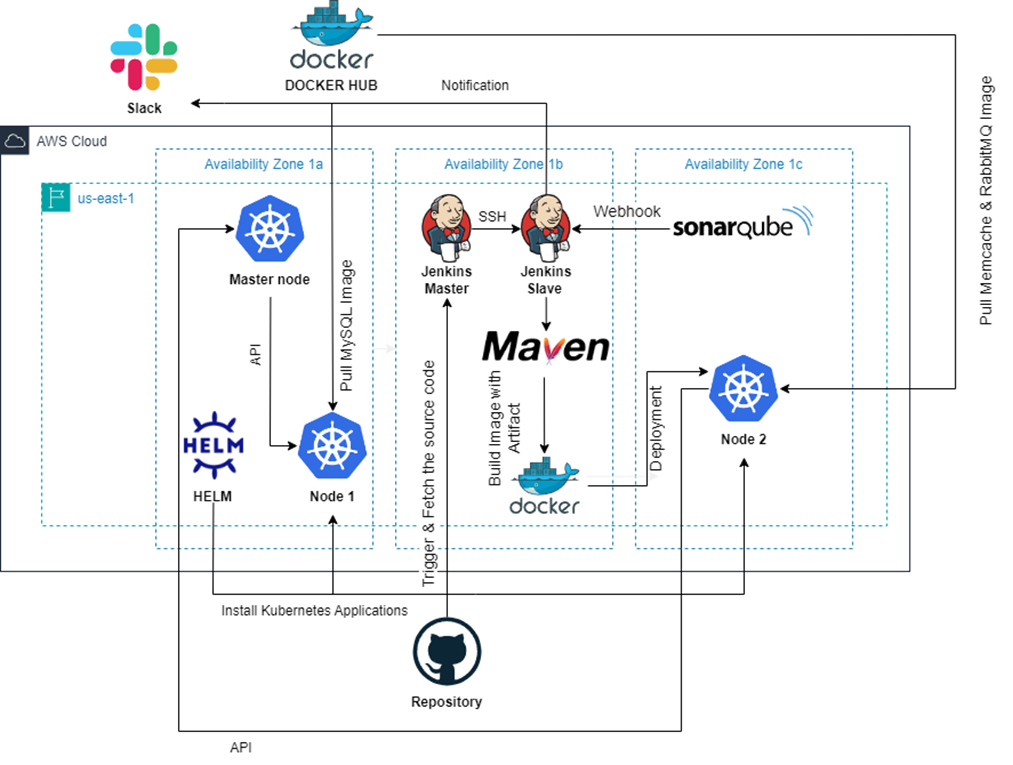 docker
DOCKER HUB
Slack
Notification
Pull Memcache & RabbitMQ Image
AWS Cloud
Availability Zone 1a
Availability Zone 1b
Availability Zone 1c
us-east-1
Master node
SSH
Jenkins
Master
Jenkins
Slave
Webhook
sonarqube
API
Pull MySQL Image
Maven
Trigger & Fetch the source code
Build Image with
Artifact
Deployment
HELM
HELM
Node 1
docker
Node 2
Install Kubernetes Applications
Repository
API